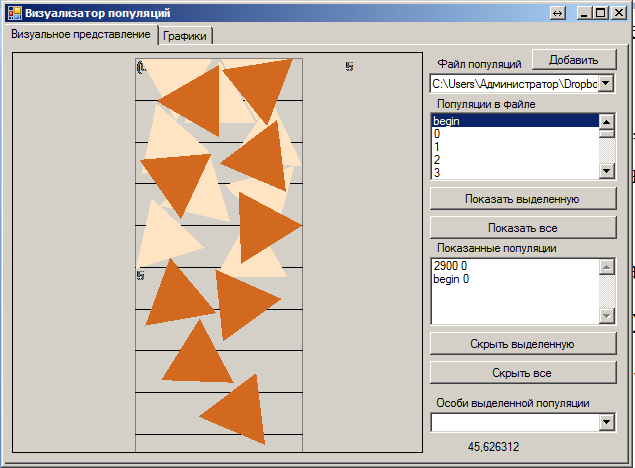 Визуализатор популяций
Визуальное представление
Графики
Файл популяций
Добавить
C:\Users\Администратор\Dropbo
Популяции в файле
begin
0
1
2
3
Показать выделенную
Показать все
Показанные популяции
2900 0
begin 0
Скрыть выделенную
Скрыть все
Особи выделенной популяции
45,626312